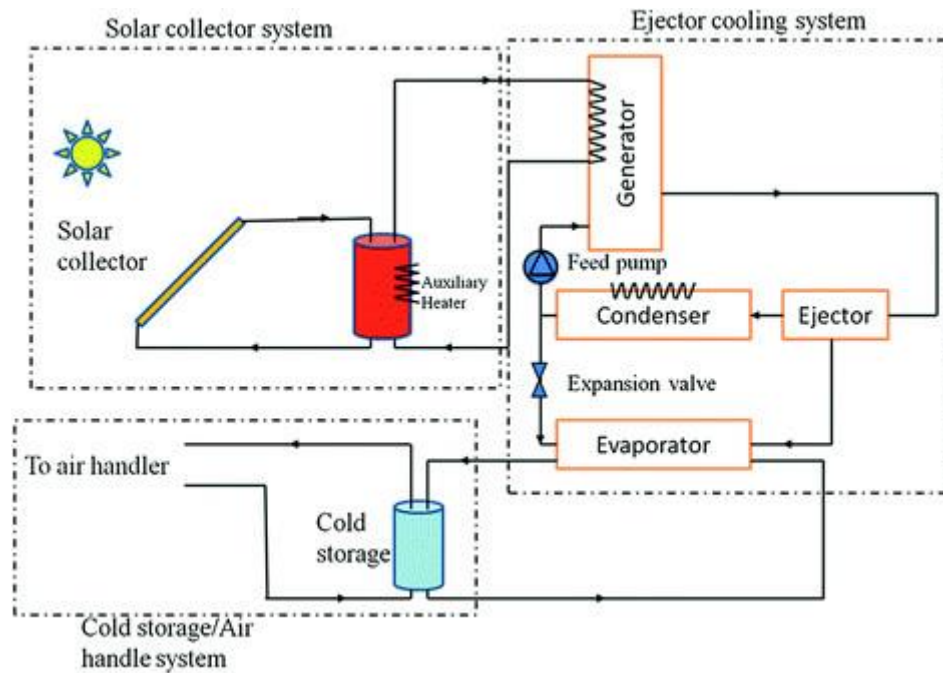 Solar collector system
Ejector cooling system
Generator
Solar
collector
Auxiliary
Heater
Feed pump
Condenser
Ejector
Expansion valve
Evaporator
To air handler
Cold
storage
Cold storage/Air
handle system